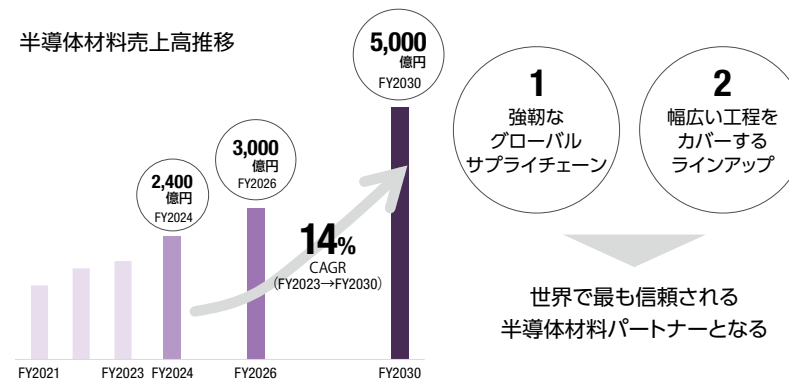 半導体材料売上高推移
5,000
億円
FY2030
3,000
億円
FY2026
2,400
億円
FY2024
14%
CAGR
(FY2023→FY2030)
FY2021
FY2023
FY2024
FY2026
FY2030
1
強靭な
グローバル
サプライチェーン
2
幅広い工程を
カバーする
ラインアップ
世界で最も信頼される
半導体材料パートナーとなる